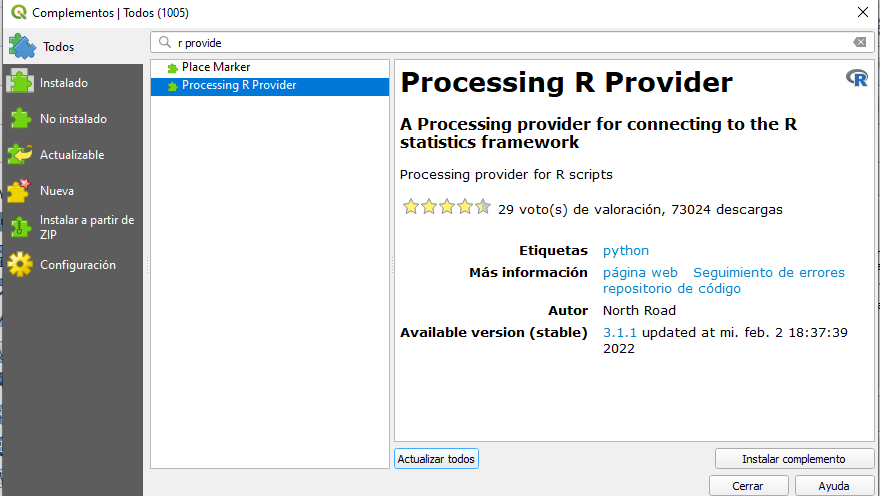 Complementos | Todos (1005)
Todos
Instalado
No instalado
Actualizable
Nueva
Instalar a partir de
ZIP
Configuración
r provide
Place Marker
Processing R Provider
Processing R Provider
R
A Processing provider for connecting to the R
statistics framework
Processing provider for R scripts
29 voto(s) de valoración, 73024 descargas
Etiquetas python
Más información página web Seguimiento de errores
repositorio de código
Autor North Road
Available version (stable) 3.1.1 updated at mi. feb. 2 18:37:39
2022
Actualizar todos
Instalar complemento
Cerrar
Ayuda